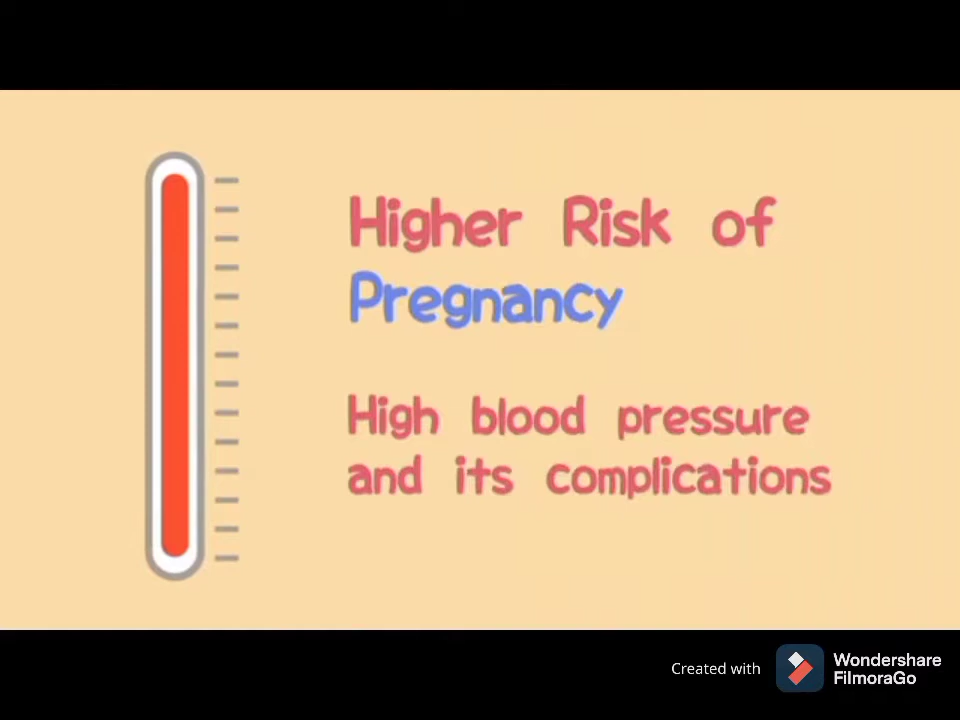 Higher Risk of
Pregnancy
High blood pressure
and its complications
Created with
Wondershare
FilmoraGo